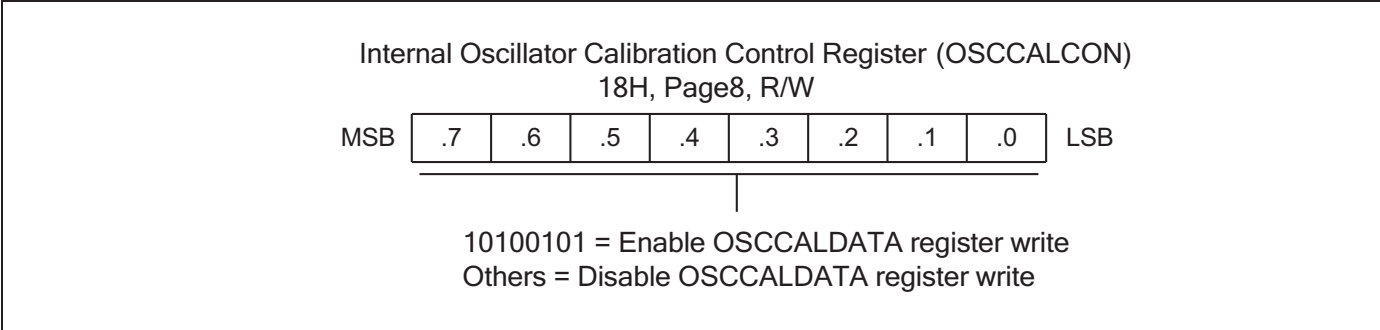 Internal Oscillator Calibration Control Register (OSCCALCON)
18H, Page8, R/W
MSB .7 .6 .5 .4 .3 .2 .1 .0 LSB
10100101 = Enable OSCCALDATA register write
Others = Disable OSCCALDATA register write